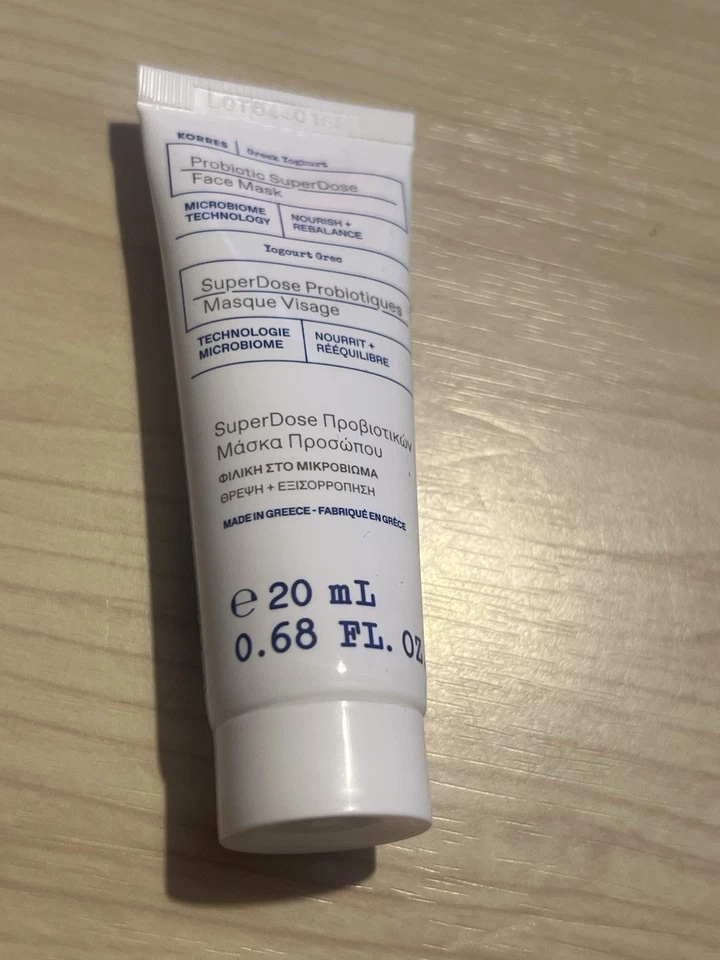 KORRES | Greek Yogourt
Probiotic SuperDose
Face Mask
MICROBIOME
TECHNOLOGY
NOURISH +
REBALANCE
Yogourt Grec
SuperDose Probiotiques
Masque Visage
TECHNOLOGIE
MICROBIOME
NOURRIT +
RÉÉQUILIBRE
SuperDose Προβιοτικών
Μάσκα Προσώπου
ΦΙΛΙΚΗ ΣΤΟ ΜΙΚΡΟΒΙΩΜΑ
ΘΡΕΨΗ + ΕΞΙΣΟΡΡΟΠΗΣΗ
MADE IN GREECE - FABRIQUÉ EN GRÈCE
e 20 mL
0.68 FL. OZ